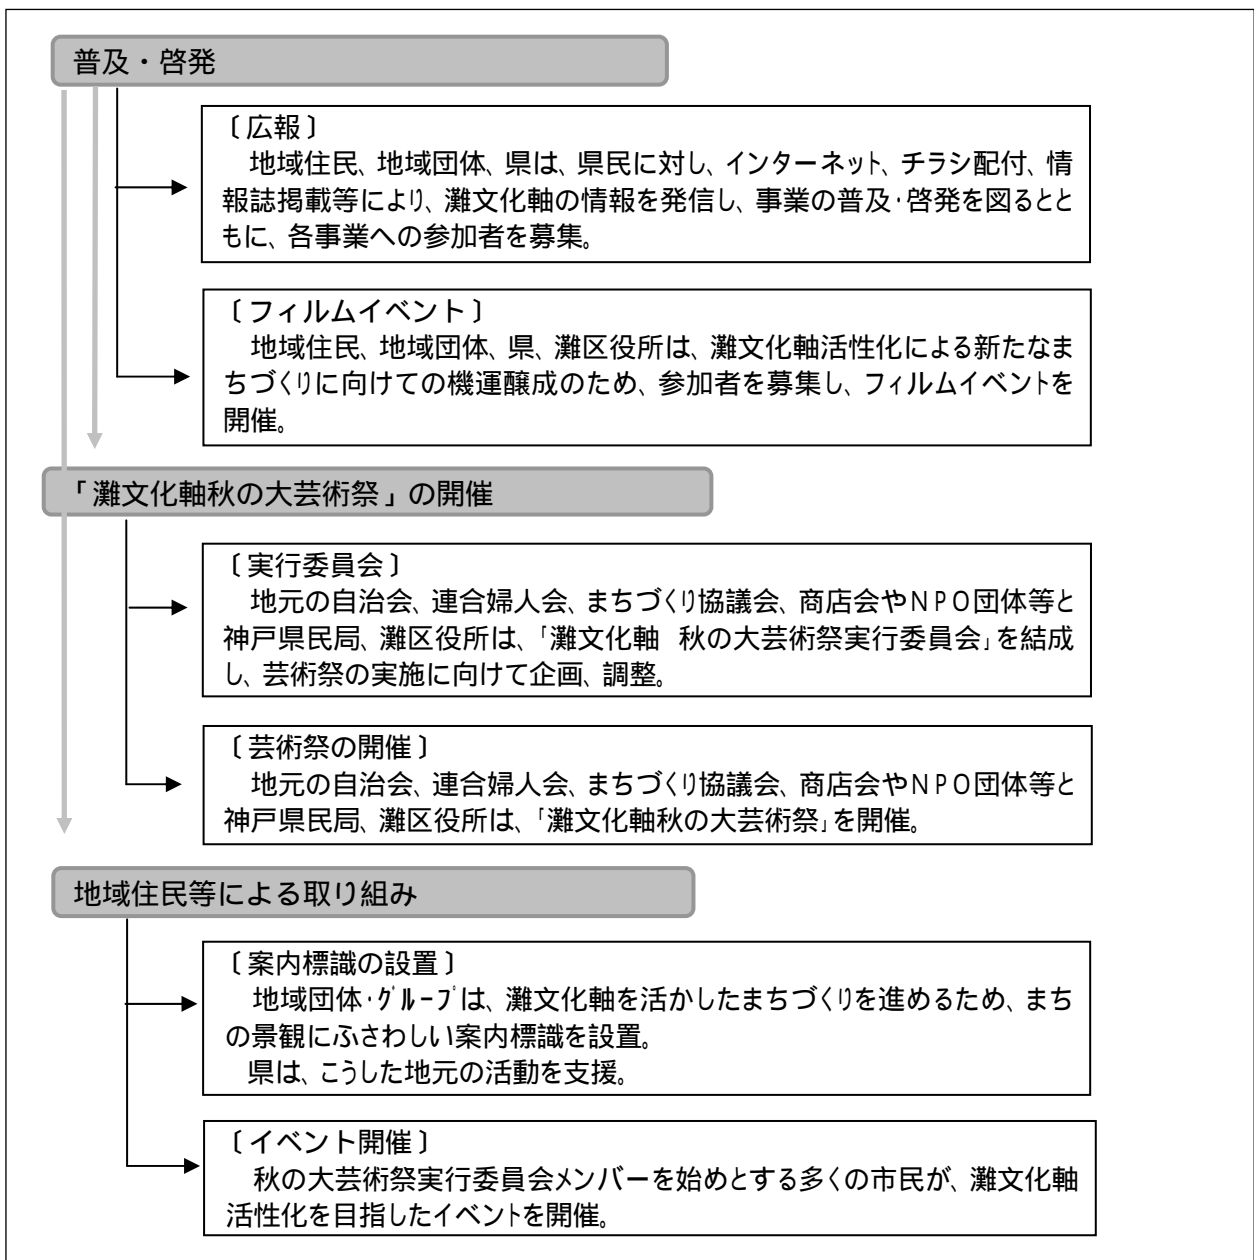 普及・啓発
〔広報〕
地域住民、地域団体、県は、県民に対し、インターネット、チラシ配付、情
報誌掲載等により、灘文化軸の情報を発信し、事業の普及・啓発を図るとと
もに、各事業への参加者を募集。
〔フィルムイベント〕
地域住民、地域団体、県、灘区役所は、灘文化軸活性化による新たなま
ちづくりに向けての機運醸成のため、参加者を募集し、フィルムイベントを
開催。
「灘文化軸秋の大芸術祭」の開催
〔実行委員会〕
地元の自治会、連合婦人会、まちづくり協議会、商店会やNPO団体等と
神戸県民局、灘区役所は、「灘文化軸　秋の大芸術祭実行委員会」を結成
し、芸術祭の実施に向けて企画、調整。
〔芸術祭の開催〕
地元の自治会、連合婦人会、まちづくり協議会、商店会やNPO団体等と
神戸県民局、灘区役所は、「灘文化軸秋の大芸術祭」を開催。
地域住民等による取り組み
〔案内標識の設置〕
地域団体・グループは、灘文化軸を活かしたまちづくりを進めるため、まち
の景観にふさわしい案内標識を設置。
県は、こうした地元の活動を支援。
〔イベント開催〕
秋の大芸術祭実行委員会メンバーを始めとする多くの市民が、灘文化軸
活性化を目指したイベントを開催。